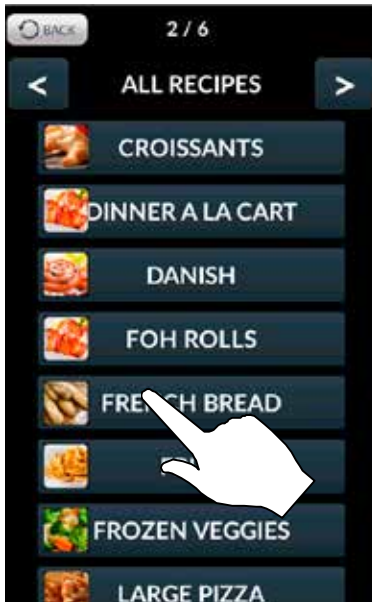 BACK
2 / 6
<
ALL RECIPES
>
CROISSANTS
DINNER A LA CART
DANISH
FOH ROLLS
FRENCH BREAD
FROZEN VEGGIES
LARGE PIZZA